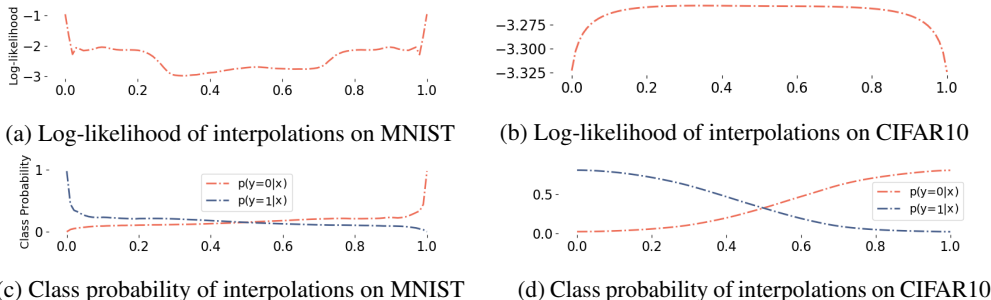 Log-likelihood
−1
−2
−3
0.0 0.2 0.4 0.6 0.8 1.0
−3.275
−3.300
−3.325
0.0 0.2 0.4 0.6 0.8 1.0
(a) Log-likelihood of interpolations on MNIST
(b) Log-likelihood of interpolations on CIFAR10
Class Probability
1
0
p(y=0|x)
p(y=1|x)
0.0 0.2 0.4 0.6 0.8 1.0
0.5
0.0
p(y=0|x)
p(y=1|x)
0.0 0.2 0.4 0.6 0.8 1.0
c) Class probability of interpolations on MNIST
(d) Class probability of interpolations on CIFAR10